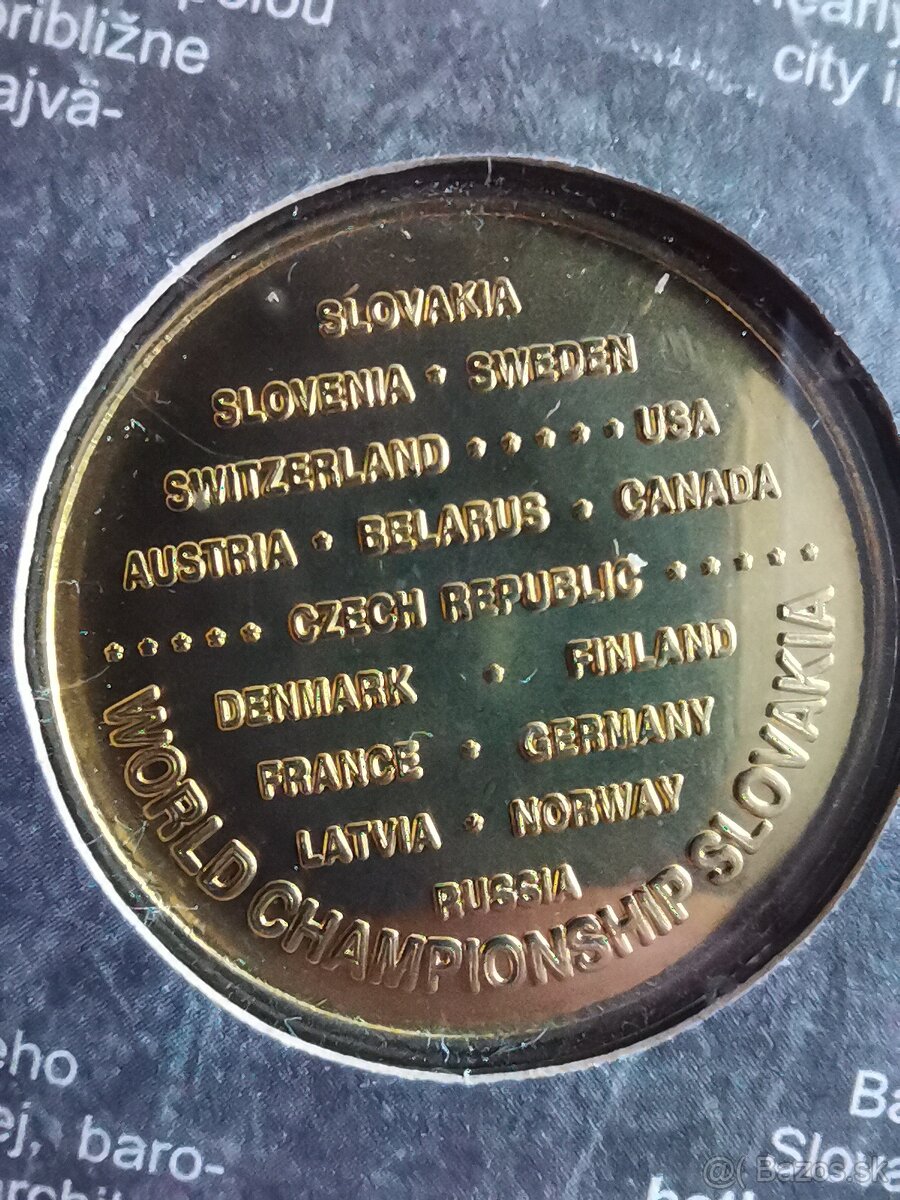 približne
ajvä-
city i
SLOVAKIA
SLOVENIA * SWEDEN
SWITZERLAND * * * * * USA
AUSTRIA * BELARUS * CANADA
* * * * * CZECH REPUBLIC * * * * *
DENMARK * FINLAND
FRANCE * GERMANY
LATVIA * NORWAY
RUSSIA
WORLD CHAMPIONSHIP SLOVAKIA
eho
ej, baro-
Ba
Slova
@ Bazos.sk